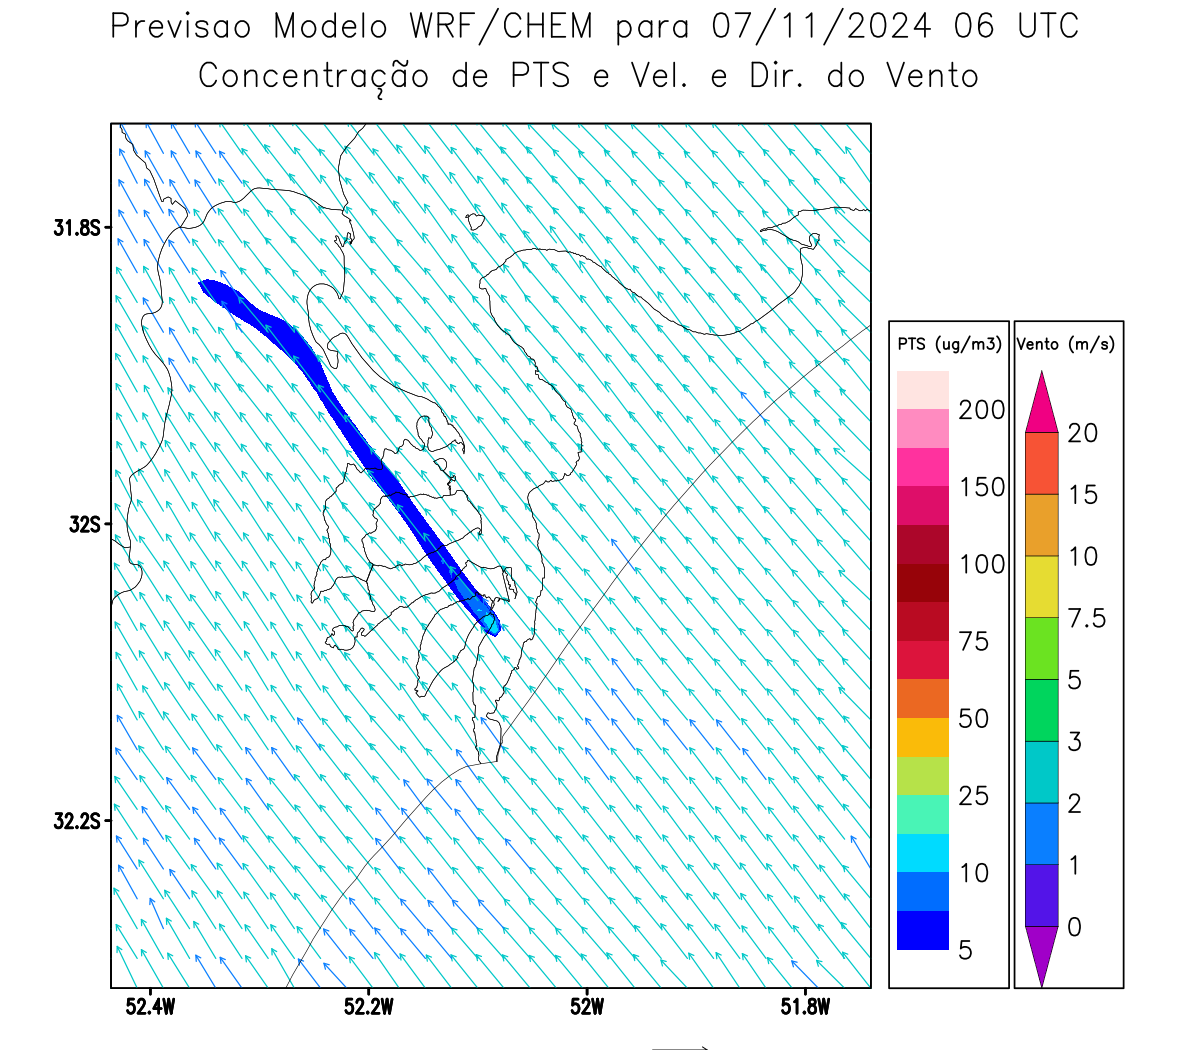 Previsao Modelo WRF/CHEM para 07/11/2024 06 UTC
Concentração de PTS e Vel. e Dir. do Vento
31.8S
32S
32.2S
52.4W 52.2W 52W 51.8W
PTS (ug/m3)
200
150
100
75
50
25
10
5
Vento (m/s)
20
15
10
7.5
5
3
2
1
0